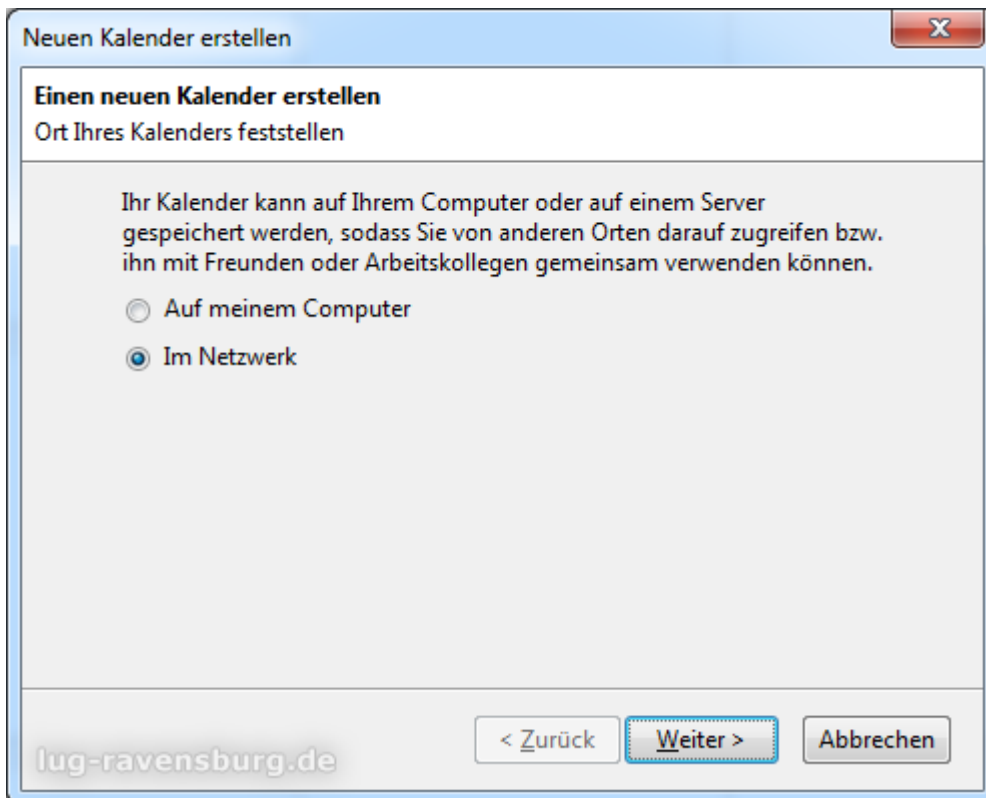 Neuen Kalender erstellen
Einen neuen Kalender erstellen
Ort Ihres Kalenders feststellen
Ihr Kalender kann auf Ihrem Computer oder auf einem Server
gespeichert werden, sodass Sie von anderen Orten darauf zugreifen bzw.
ihn mit Freunden oder Arbeitskollegen gemeinsam verwenden können.
Auf meinem Computer
Im Netzwerk
< Zurück Weiter > Abbrechen
lug-ravensburg.de